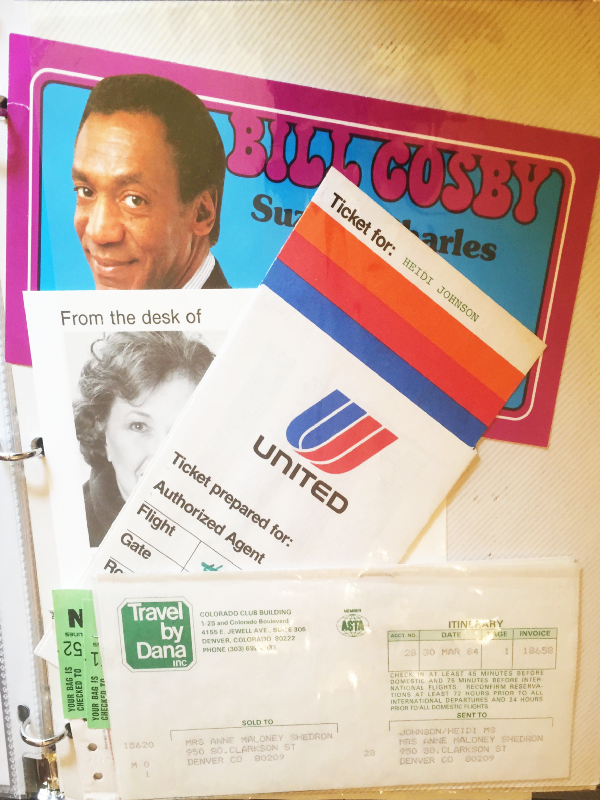 BILL COSBY
Su
harles
Ticket for:
HEIDI JOHNSON
From the desk of
UNITED
Ticket prepared for:
Authorized Agent
Flight
Gate
YOUR BAG IS
CHECKED TO
52
YOUR BAG IS
CHECKED TO
Travel
by
Dana
INC
COLORADO CLUB BUILDING
1-25 and Colorado Boulevard
4155 E. JEWELL AVE., SUITE 306
DENVER, COLORADO 80222
PHONE (303)
MEMBER
ASTA
ITINERARY
ACCT. NO.
DATE
PAGE
INVOICE
28
30 MAR 84
1
18658
CHECK IN AT LEAST 45 MINUTES BEFORE
DOMESTIC AND 75 MINUTES BEFORE INTER-
NATIONAL FLIGHTS. RECONFIRM RESERVA-
TIONS AT LEAST 72 HOURS PRIOR TO ALL
INTERNATIONAL DEPARTURES AND 24 HOURS
PRIOR TO ALL DOMESTIC FLIGHTS
SOLD TO
SENT TO
18620
M 0
1
MRS ANNE MALONEY SHEDRON
950 SO.CLARKSON ST
DENVER CO 80209
28
JOHNSON/HEIDI MS
MRS ANNE MALONEY SHEDRON
950 SO.CLARKSON ST
DENVER CO 80209